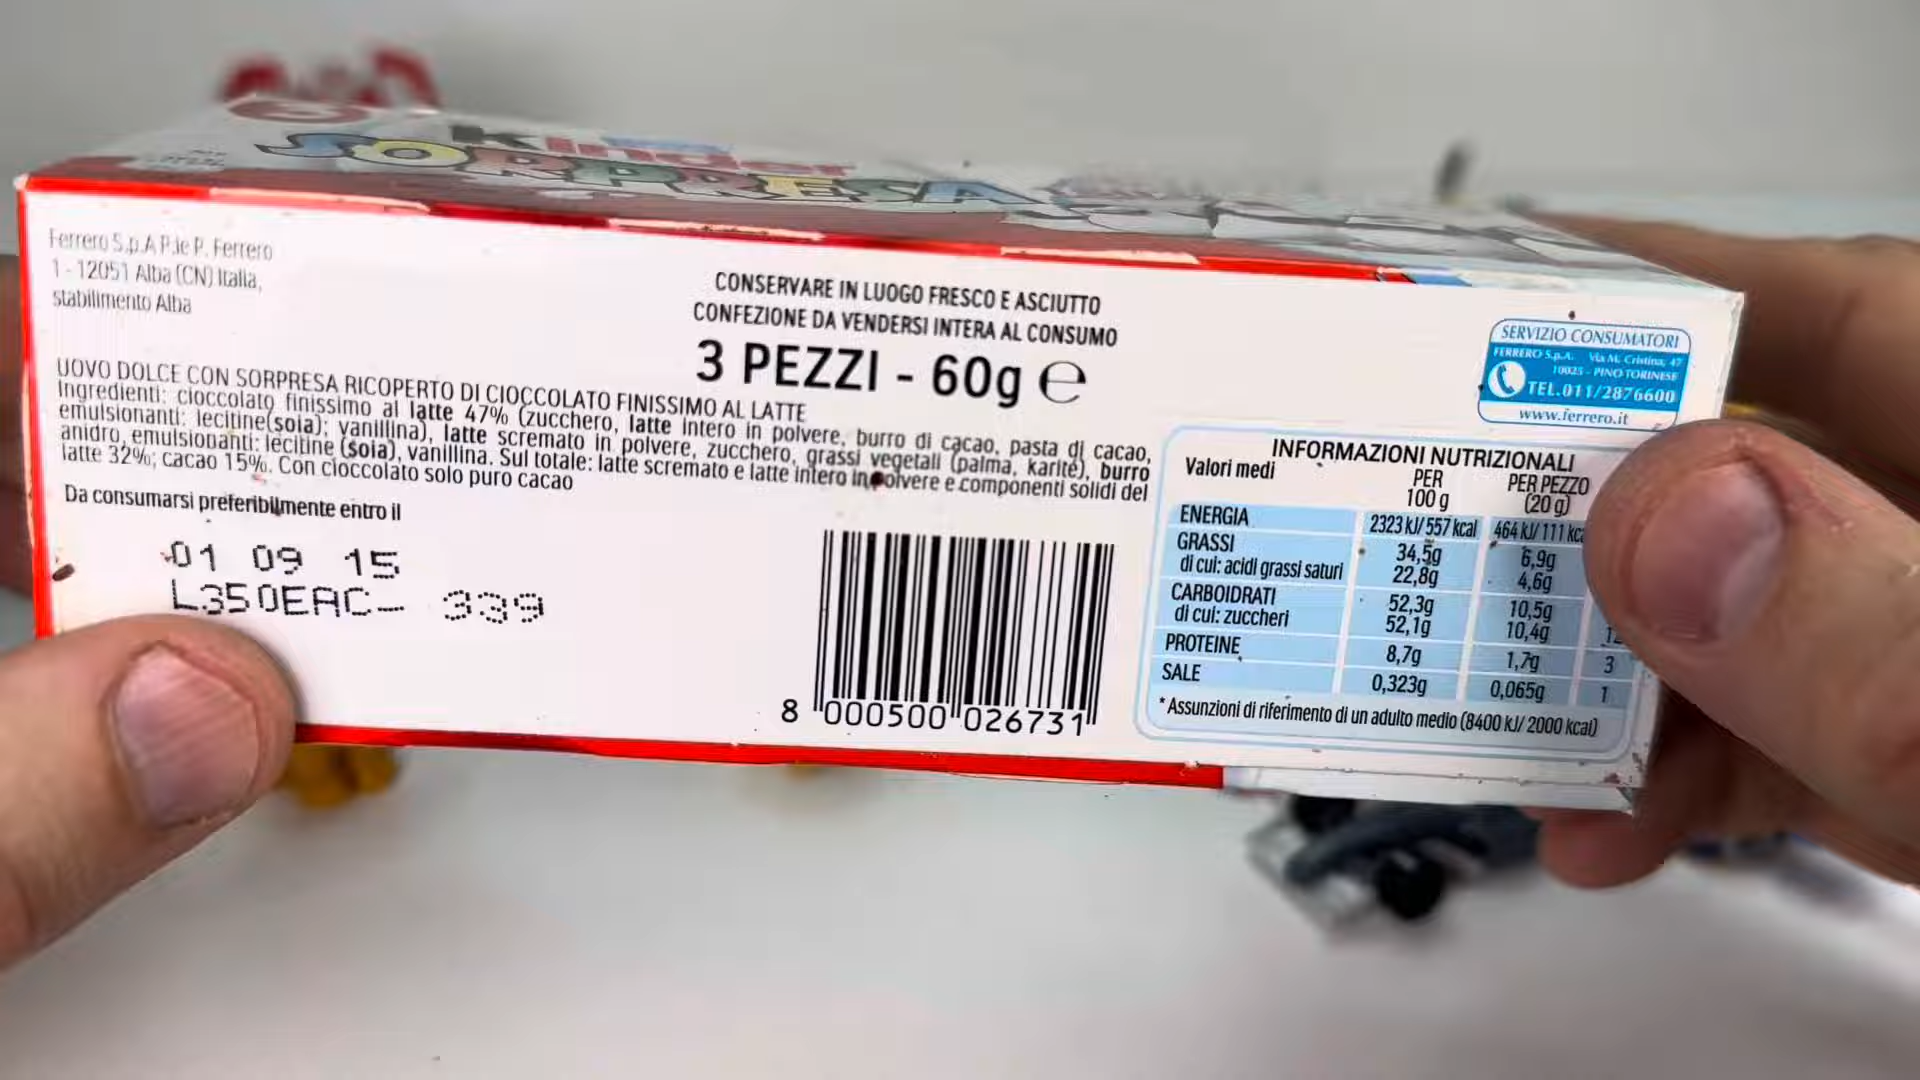 kinder
SORPRESA
Ferrero S.p.A P.le P. Ferrero
1 - 12051 Alba (CN) Italia,
stabilimento Alba
CONSERVARE IN LUOGO FRESCO E ASCIUTTO
CONFEZIONE DA VENDERSI INTERA AL CONSUMO
3 PEZZI - 60g e
UOVO DOLCE CON SORPRESA RICOPERTO DI CIOCCOLATO FINISSIMO AL LATTE
Ingredienti: cioccolato finissimo al latte 47% (zucchero, latte intero in polvere, burro di cacao, pasta di cacao,
emulsionanti: lecitine(soia); vanillina), latte scremato in polvere, zucchero, grassi vegetali (palma, karité), burro
anidro, emulsionanti: lecitine (soia), vanillina. Sul totale: latte scremato e latte intero in polvere e componenti solidi del
latte 32%; cacao 15%. Con cioccolato solo puro cacao
Da consumarsi preferibilmente entro il
01 09 15
L350EAC- 339
8 000500 026731
SERVIZIO CONSUMATORI
FERRERO S.p.A. Via M. Cristina, 47
10025 - PINO TORINESE
TEL.011/2876600
www.ferrero.it
INFORMAZIONI NUTRIZIONALI
Valori medi PER 100 g PER PEZZO (20 g)
ENERGIA 2323 kJ/557 kcal 464 kJ/111 kc
GRASSI 34,5g 6,9g
di cui: acidi grassi saturi 22,8g 4,6g
CARBOIDRATI 52,3g 10,5g
di cui: zuccheri 52,1g 10,4g 12
PROTEINE 8,7g 1,7g 3
SALE 0,323g 0,065g 1
* Assunzioni di riferimento di un adulto medio (8400 kJ/ 2000 kcal)